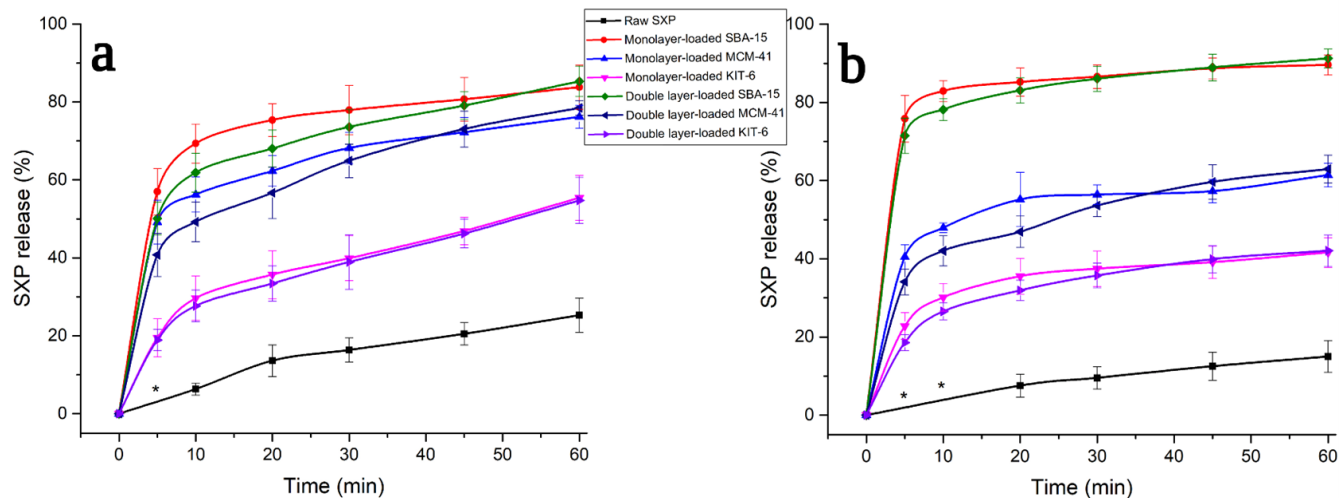 a
100
80
60
40
20
0
SXP release (%)
0 10 20 30 40 50 60
Time (min)
*
Raw SXP
Monolayer-loaded SBA-15
Monolayer-loaded MCM-41
Monolayer-loaded KIT-6
Double layer-loaded SBA-15
Double layer-loaded MCM-41
Double layer-loaded KIT-6
b
100
80
60
40
20
0
SXP release (%)
0 10 20 30 40 50 60
Time (min)
* *